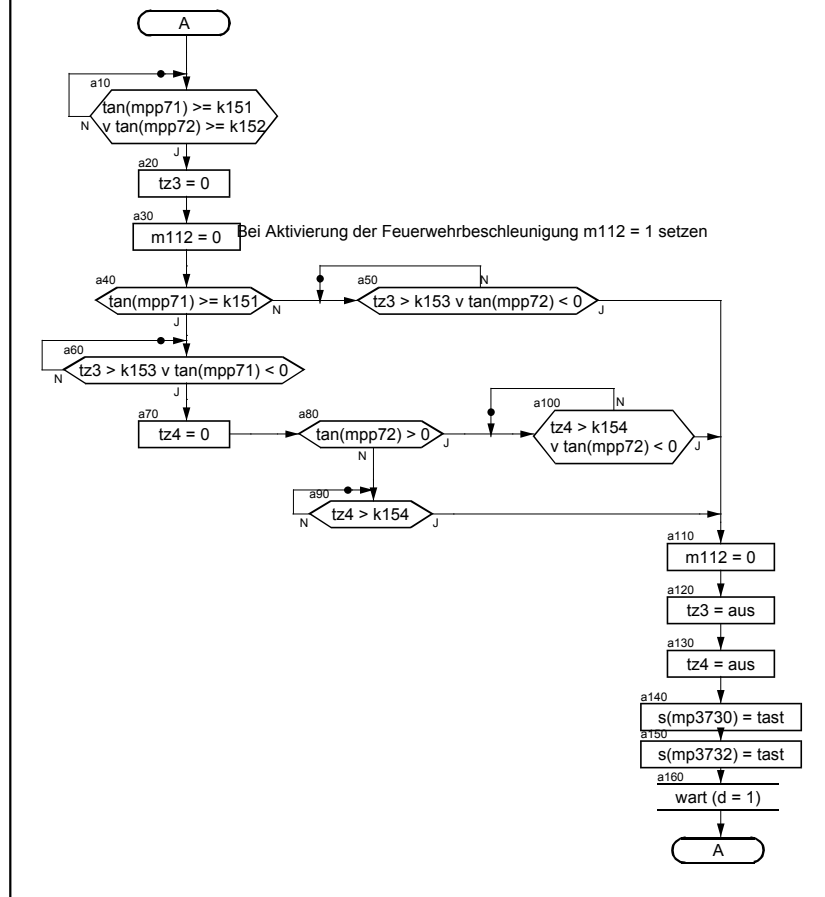 A
a10
tan(mpp71) >= k151
v tan(mpp72) >= k152
N
J
a20
tz3 = 0
a30
m112 = 0
Bei Aktivierung der Feuerwehrbeschleunigung m112 = 1 setzen
a40
tan(mpp71) >= k151
N
J
a50
N
tz3 > k153 v tan(mpp72) < 0
J
a60
tz3 > k153 v tan(mpp71) < 0
N
J
a70
tz4 = 0
a80
tan(mpp72) > 0
J
N
a100
N
tz4 > k154
v tan(mpp72) < 0
J
a90
tz4 > k154
N
J
a110
m112 = 0
a120
tz3 = aus
a130
tz4 = aus
a140
s(mp3730) = tast
a150
s(mp3732) = tast
a160
wart (d = 1)
A